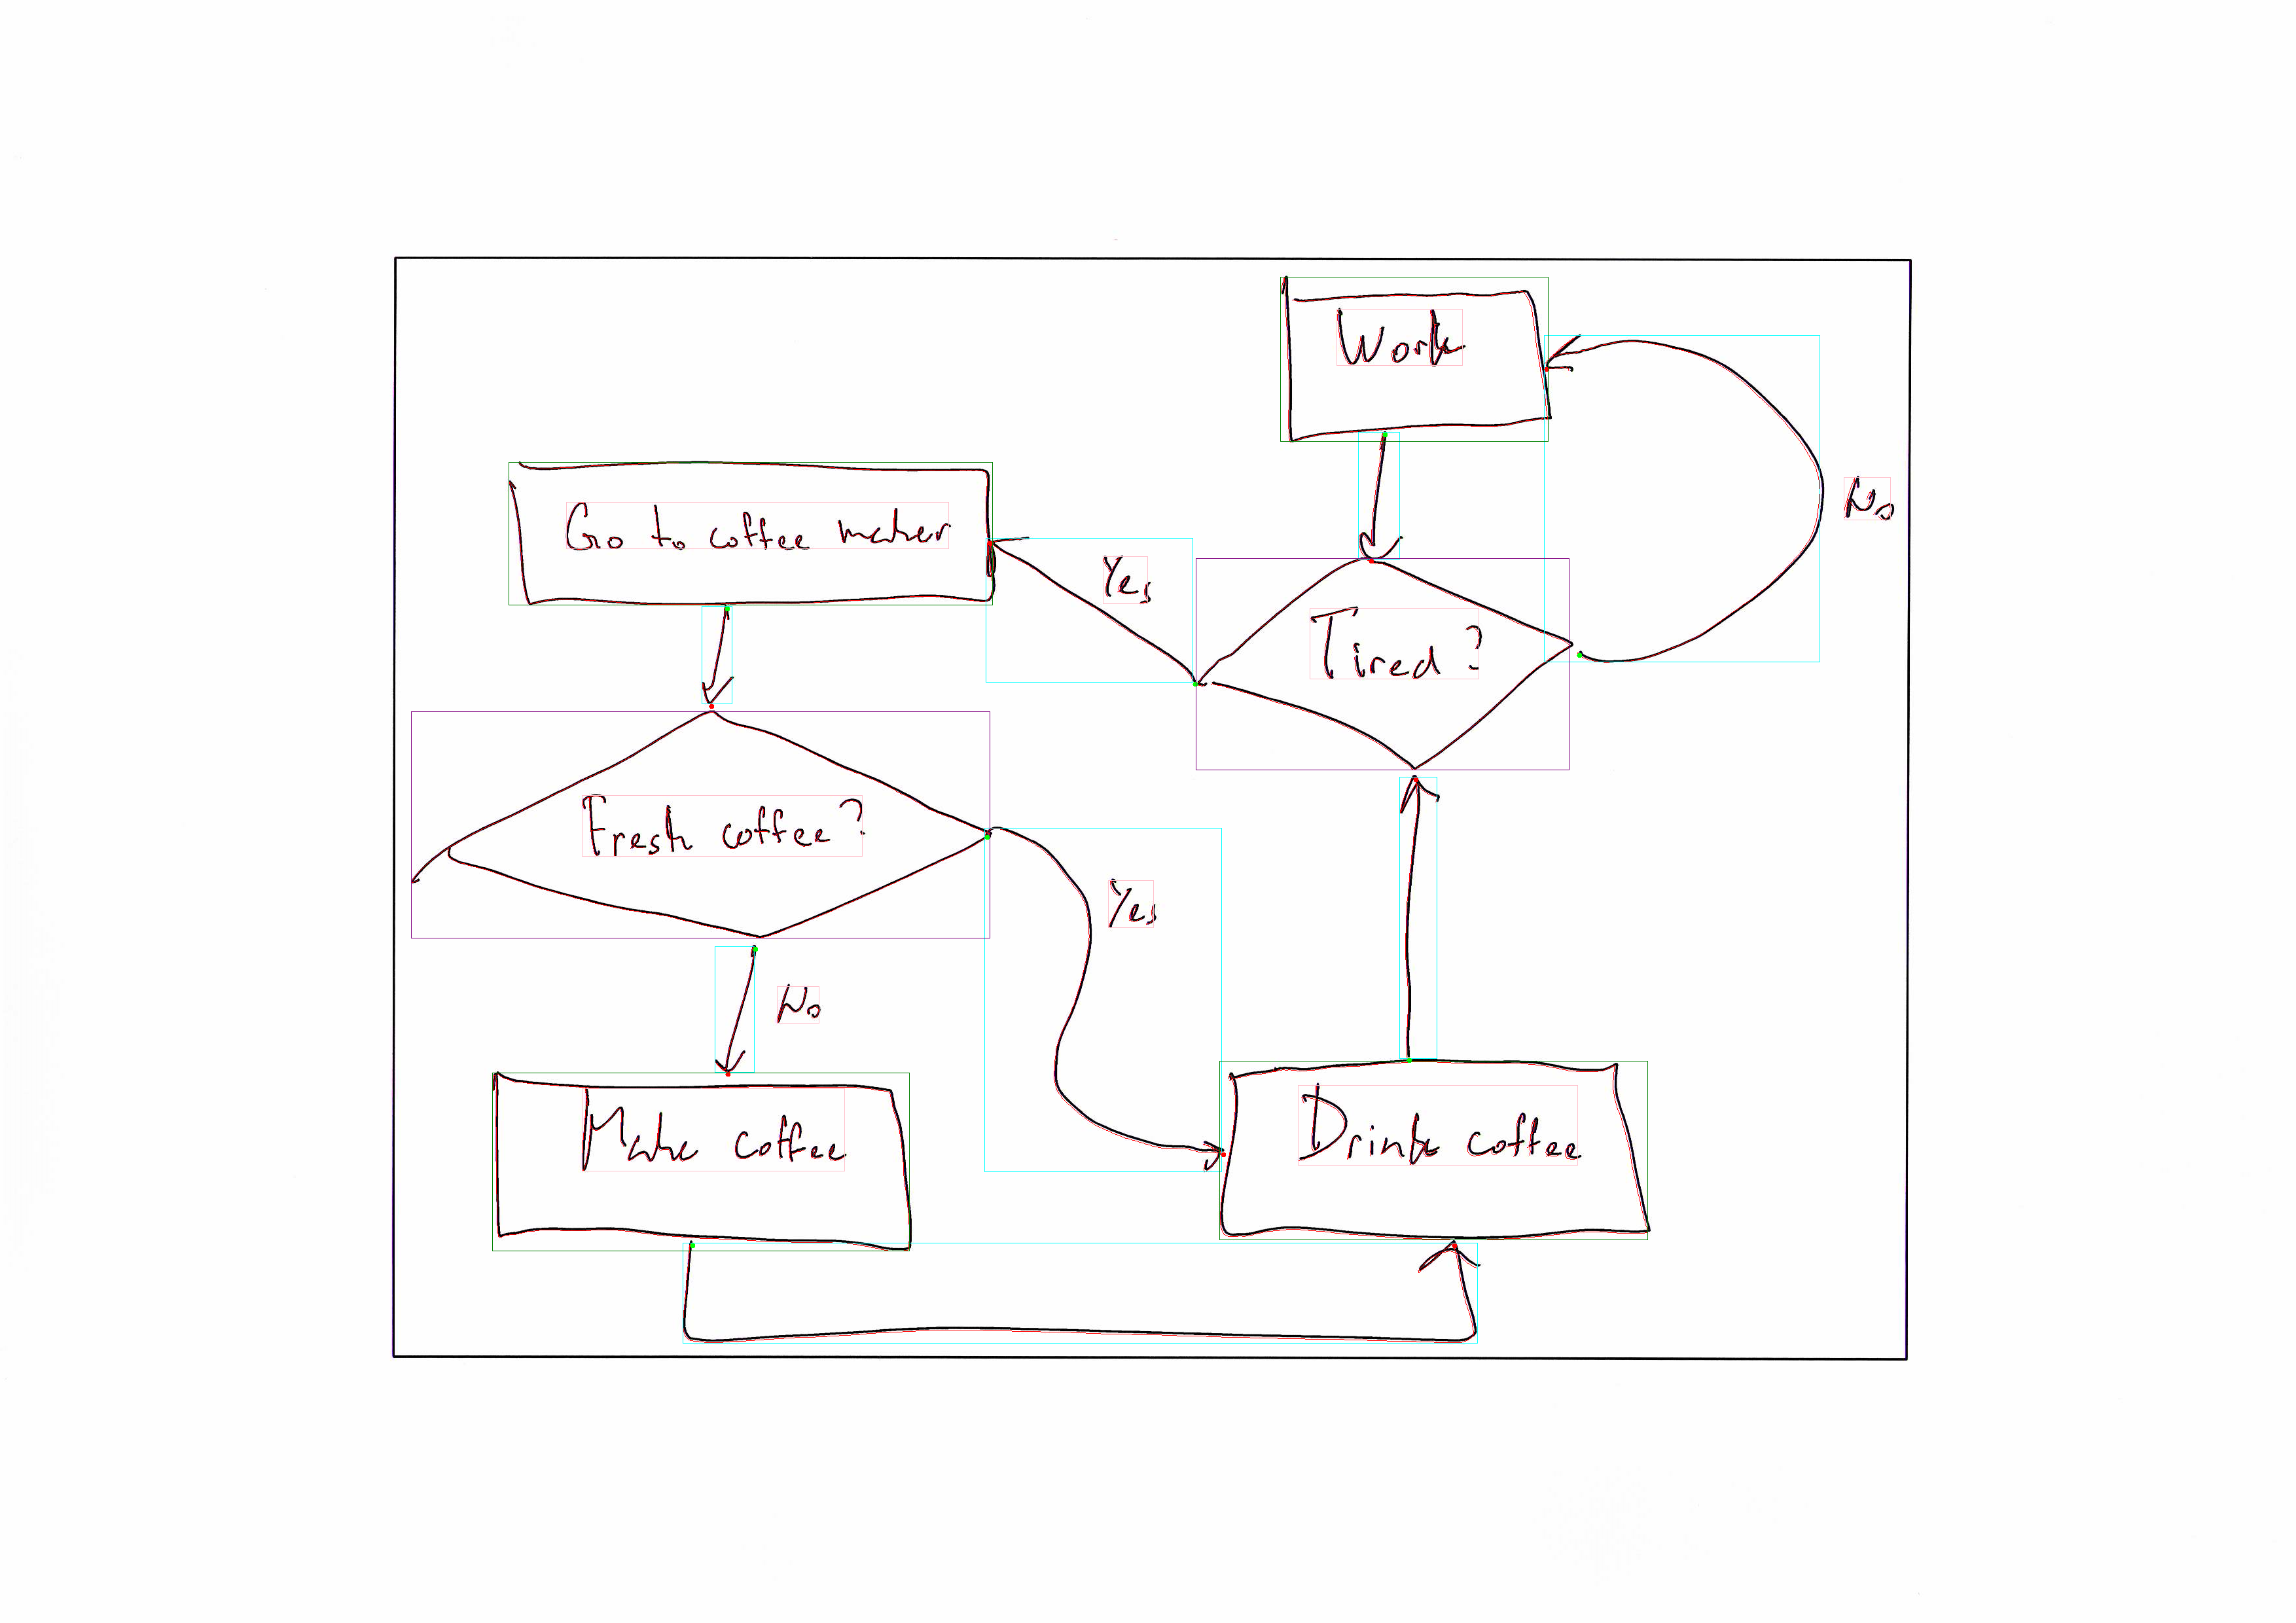 Work
No
Go to coffee maker
Yes
Tired?
Fresh coffee?
Yes
No
Make coffee
Drink coffee